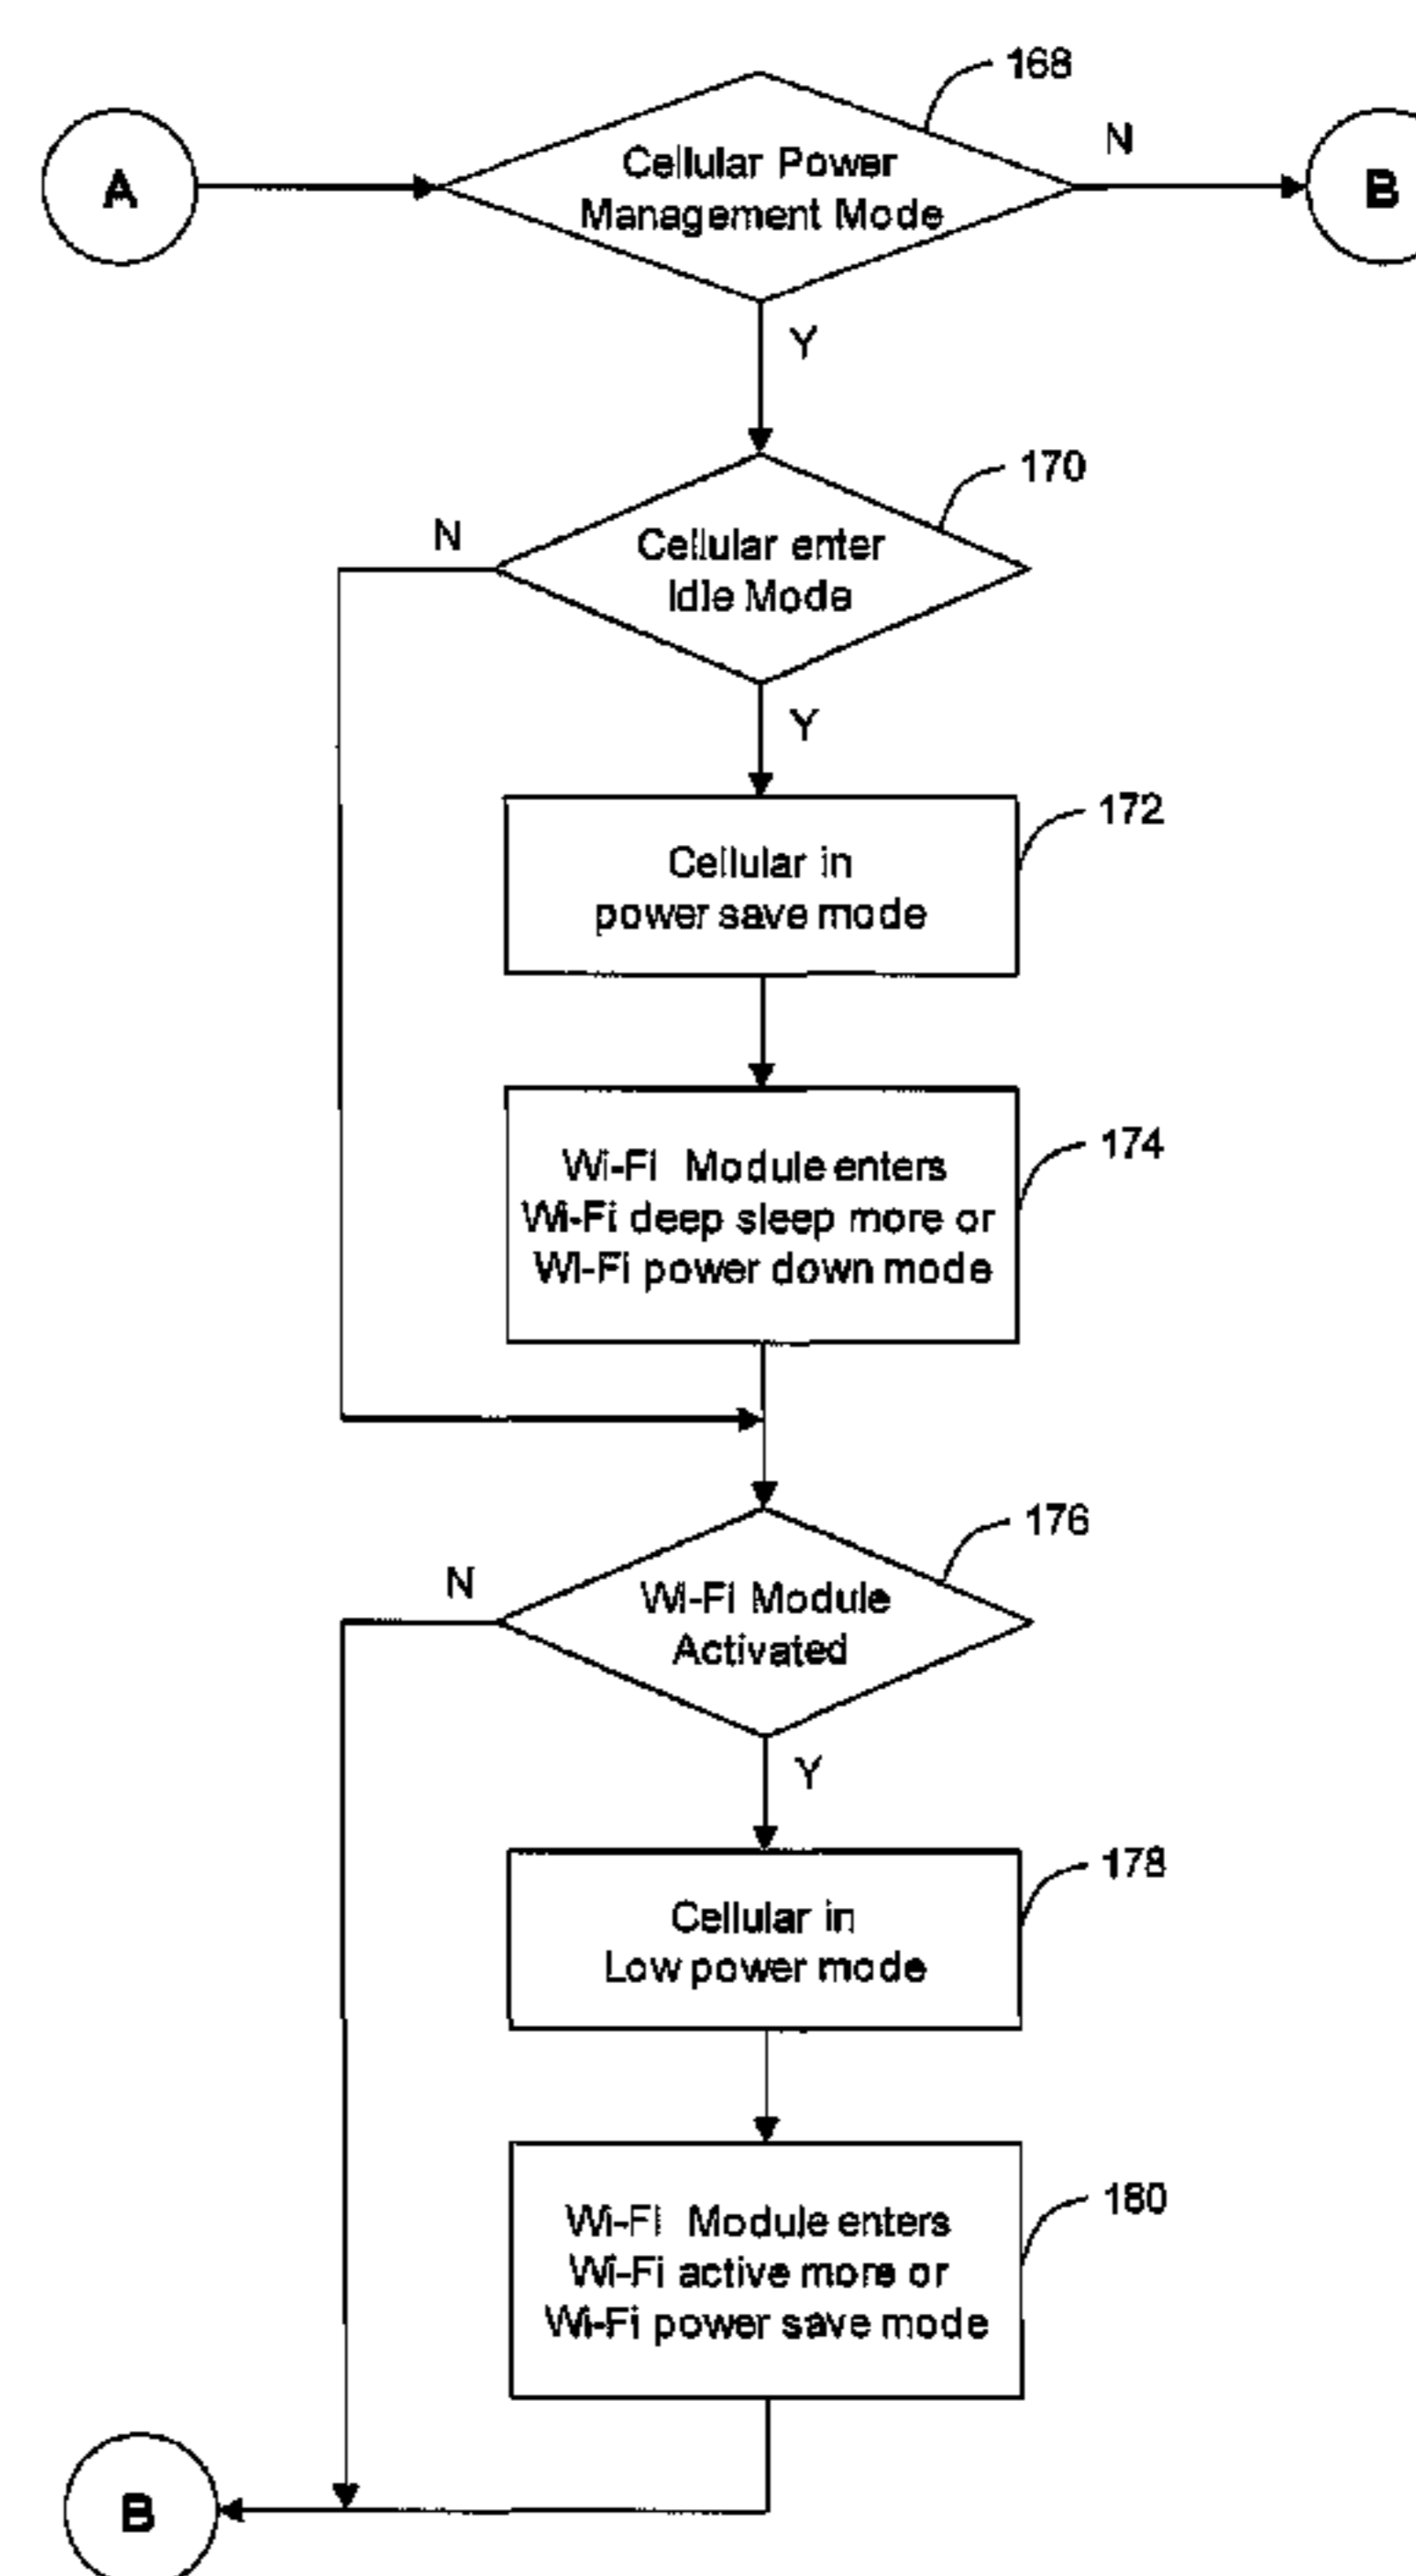 168
A
Cellular Power
Management Mode
N
B
Y
170
N
Cellular enter
Idle Mode
Y
172
Cellular in
power save mode
174
Wi-Fi Module enters
Wi-Fi deep sleep more or
Wi-Fi power down mode
176
N
Wi-Fi Module
Activated
Y
178
Cellular in
Low power mode
180
Wi-Fi Module enters
Wi-Fi active more or
Wi-Fi power save mode
B